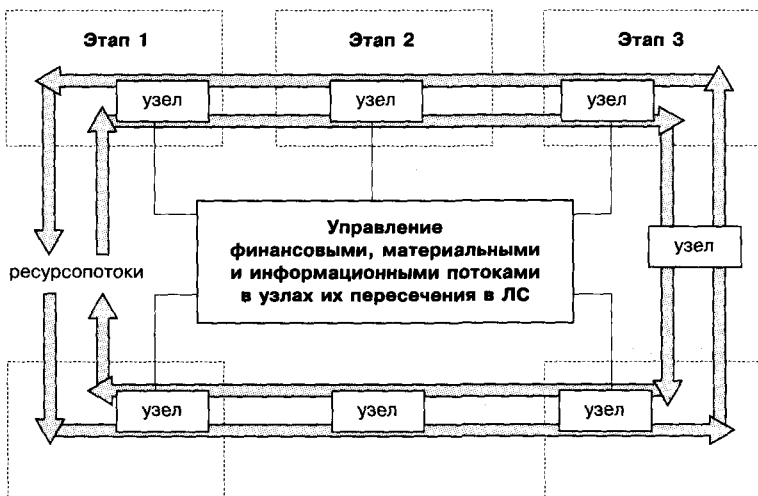 Этап 1
Этап 2
Этап 3
узел
узел
узел
Управление
финансовыми, материальными
и информационными потоками
в узлах их пересечения в ЛС
узел
ресурсопотоки
узел
узел
узел